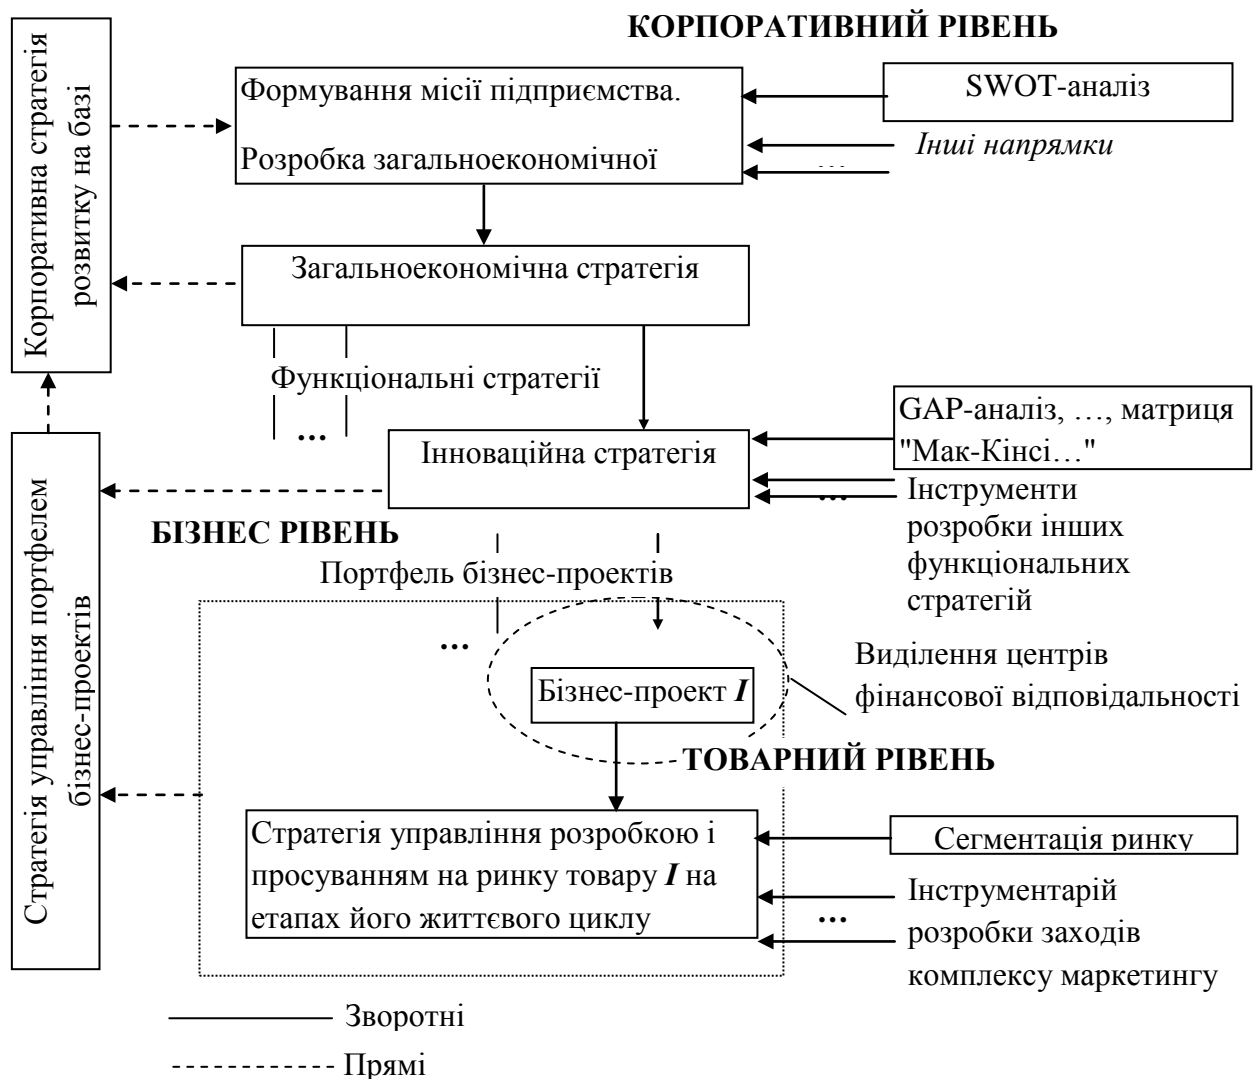 КОРПОРАТИВНИЙ РІВЕНЬ
Корпоративна стратегія
розвитку на базі
Формування місії підприємства.
Розробка загальноекономічної
SWOT-аналіз
Інші напрямки
...
Загальноекономічна стратегія
Функціональні стратегії
...
GAP-аналіз, …, матриця
"Мак-Кінсі…"
Інноваційна стратегія
...
Інструменти
розробки інших
функціональних
стратегій
БІЗНЕС РІВЕНЬ
Стратегія управління портфелем
бізнес-проектів
Портфель бізнес-проектів
...
Виділення центрів
фінансової відповідальності
Бізнес-проект I
ТОВАРНИЙ РІВЕНЬ
Стратегія управління розробкою і
просуванням на ринку товару I на
етапах його життєвого циклу
Сегментація ринку
...
Інструментарій
розробки заходів
комплексу маркетингу
Зворотні
Прямі